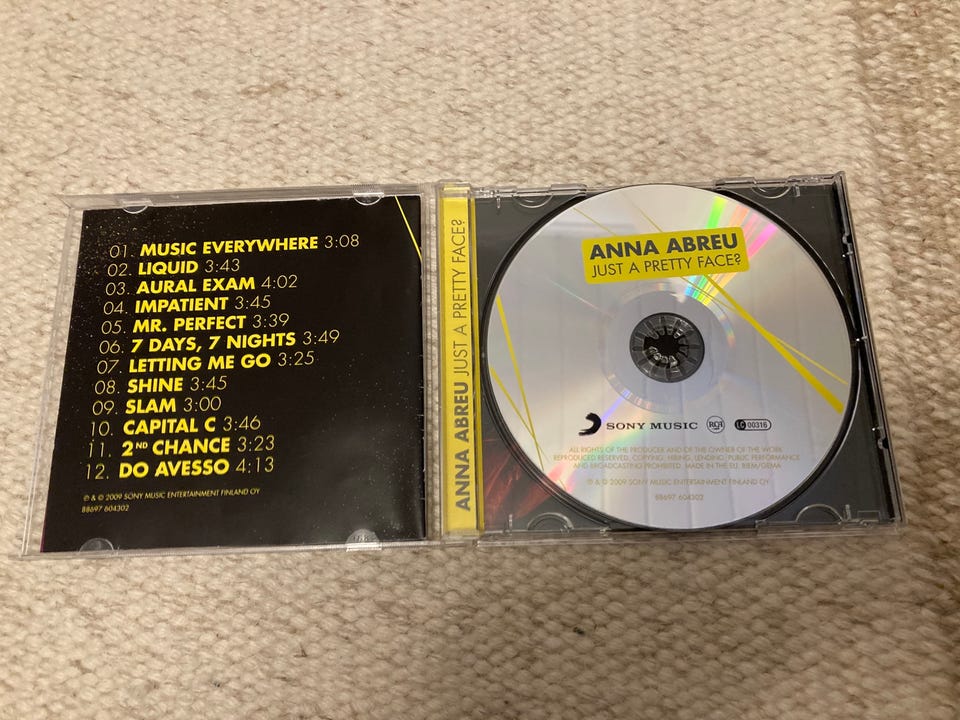 01. MUSIC EVERYWHERE 3:08
02. LIQUID 3:43
03. AURAL EXAM 4:02
04. IMPATIENT 3:45
05. MR. PERFECT 3:39
06. 7 DAYS, 7 NIGHTS 3:49
07. LETTING ME GO 3:25
08. SHINE 3:45
09. SLAM 3:00
10. CAPITAL C 3:46
11. 2ND CHANCE 3:23
12. DO AVESSO 4:13
℗ & © 2009 SONY MUSIC ENTERTAINMENT FINLAND OY
88697 604302
ANNA ABREU JUST A PRETTY FACE?
ANNA ABREU
JUST A PRETTY FACE?
SONY MUSIC RCA LC 00316
ALL RIGHTS OF THE PRODUCER AND OF THE OWNER OF THE WORK
REPRODUCED RESERVED. COPYING, HIRING, LENDING, PUBLIC PERFORMANCE
AND BROADCASTING PROHIBITED. MADE IN THE EU. BIEM/GEMA
℗ & © 2009 SONY MUSIC ENTERTAINMENT FINLAND OY
88697 604302